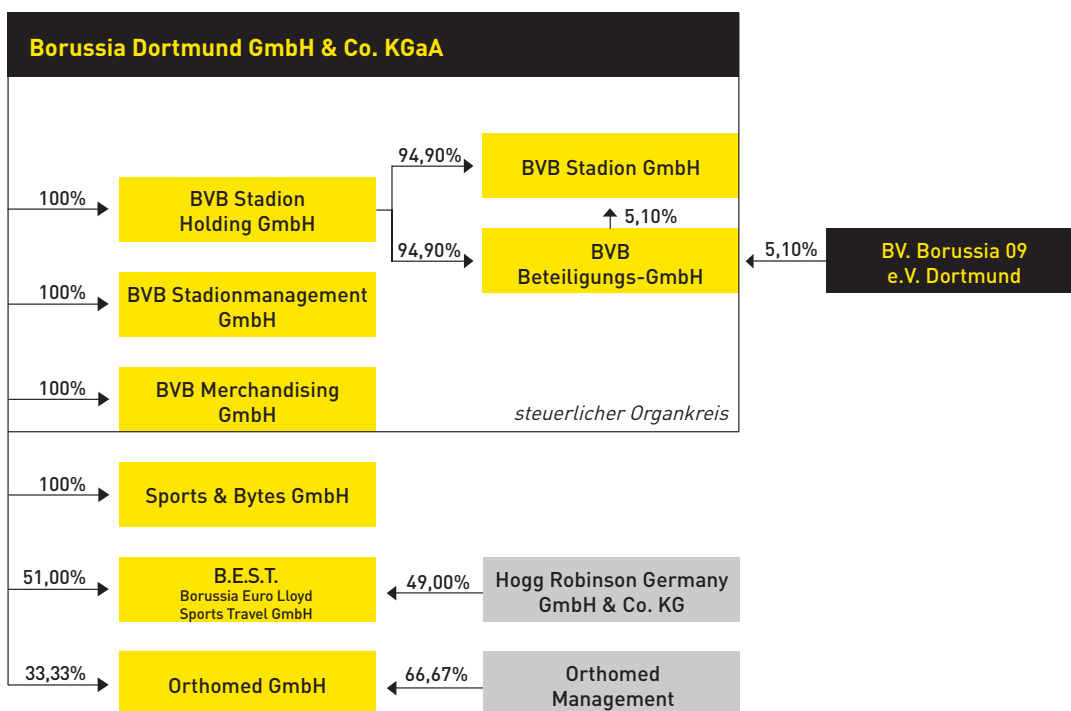 Borussia Dortmund GmbH & Co. KGaA
94,90%
BVB Stadion GmbH
100%
BVB Stadion
Holding GmbH
5,10%
94,90%
BVB
Beteiligungs-GmbH
5,10%
BV. Borussia 09
e.V. Dortmund
100%
BVB Stadionmanagement
GmbH
100%
BVB Merchandising
GmbH
steuerlicher Organkreis
100%
Sports & Bytes GmbH
51,00%
B.E.S.T.
Borussia Euro Lloyd
Sports Travel GmbH
49,00%
Hogg Robinson Germany
GmbH & Co. KG
33,33%
Orthomed GmbH
66,67%
Orthomed
Management